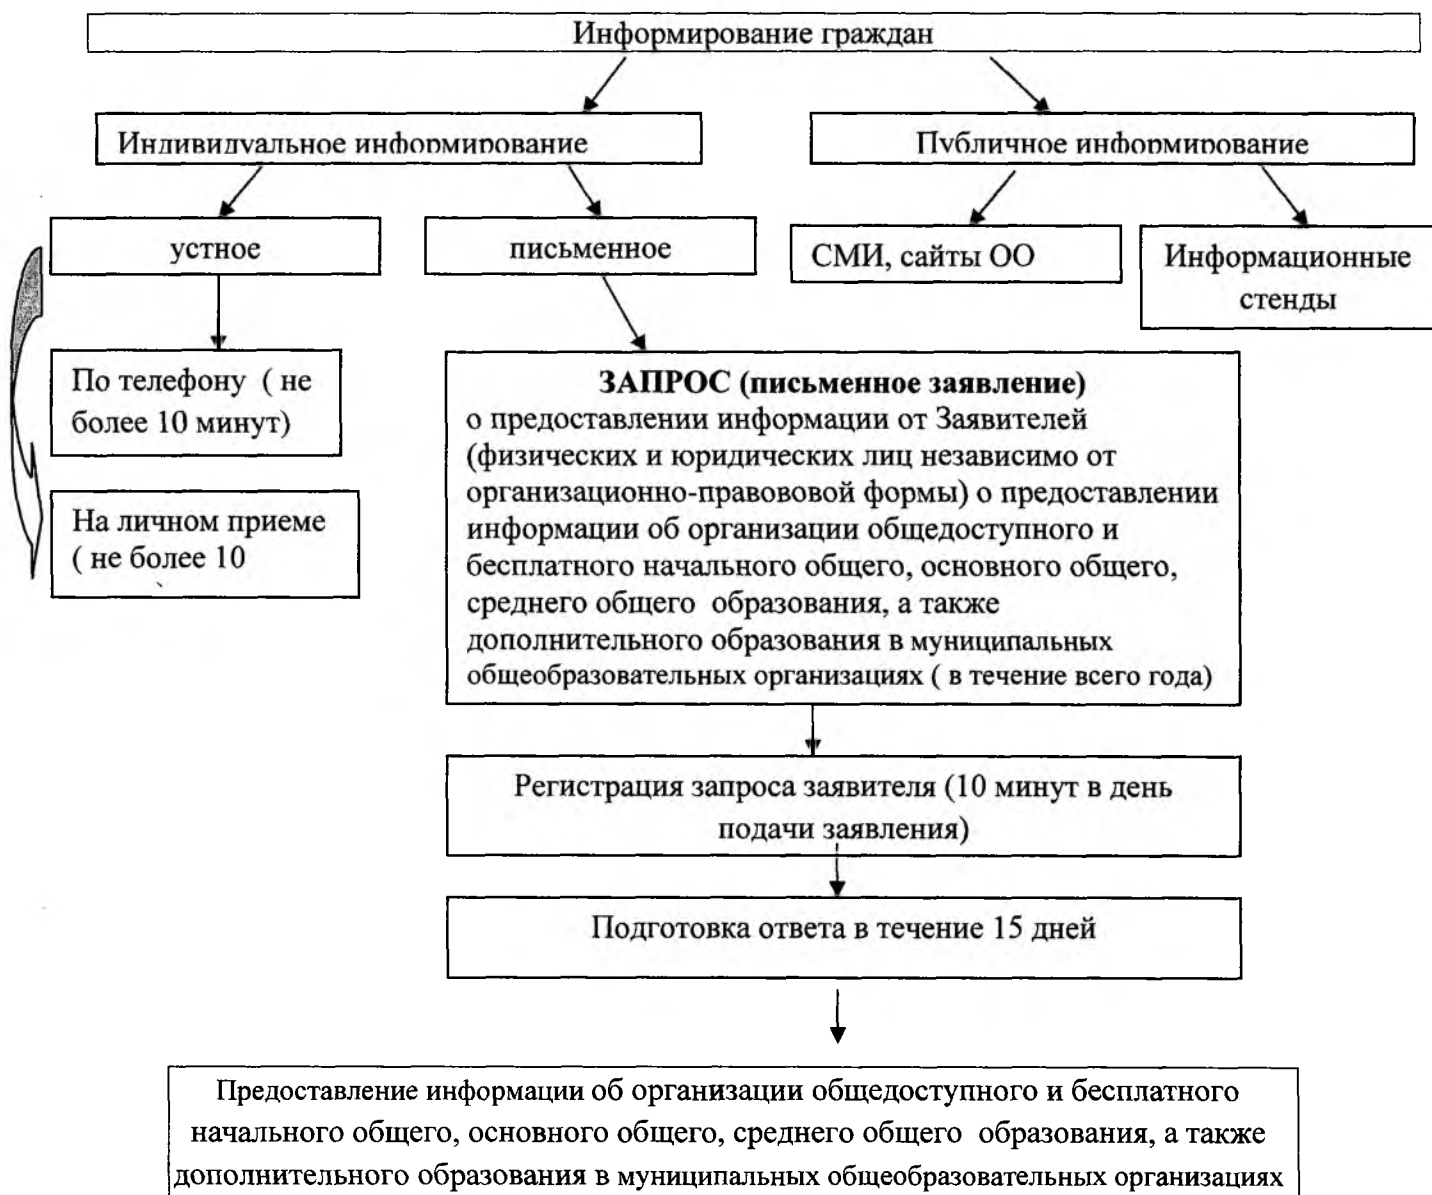 Информирование граждан
Индивидуальное информирование
Публичное информирование
устное
письменное
СМИ, сайты ОО
Информационные
стенды
По телефону ( не
более 10 минут)
На личном приеме
( не более 10
ЗАПРОС (письменное заявление)
о предоставлении информации от Заявителей
(физических и юридических лиц независимо от
организационно-правововой формы) о предоставлении
информации об организации общедоступного и
бесплатного начального общего, основного общего,
среднего общего образования, а также
дополнительного образования в муниципальных
общеобразовательных организациях ( в течение всего года)
Регистрация запроса заявителя (10 минут в день
подачи заявления)
Подготовка ответа в течение 15 дней
Предоставление информации об организации общедоступного и бесплатного
начального общего, основного общего, среднего общего образования, а также
дополнительного образования в муниципальных общеобразовательных организациях